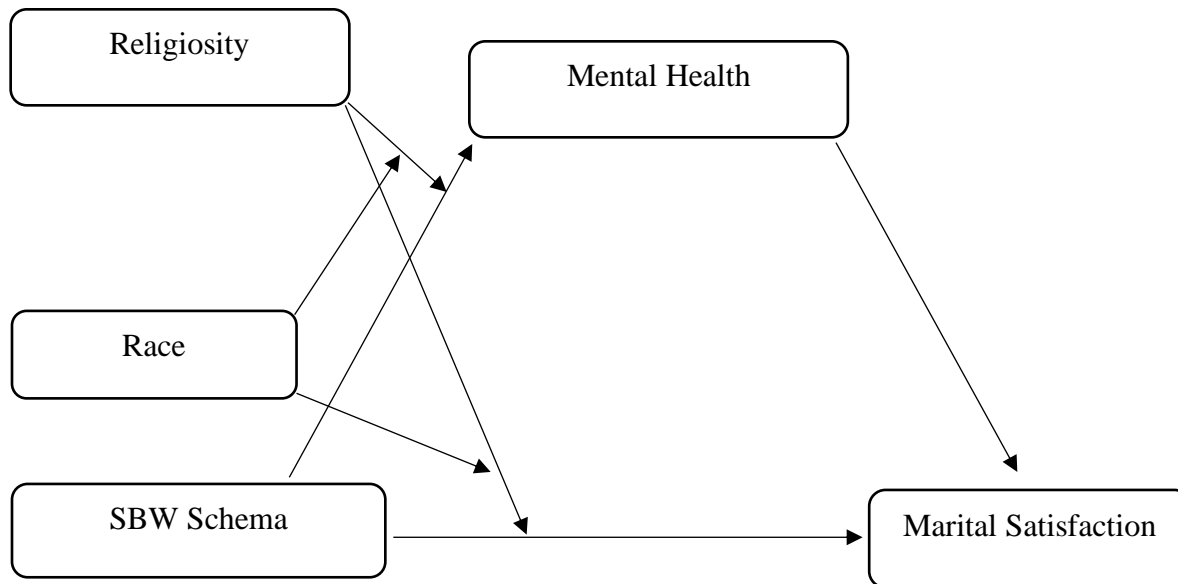 Religiosity
Mental Health
Race
SBW Schema
Marital Satisfaction